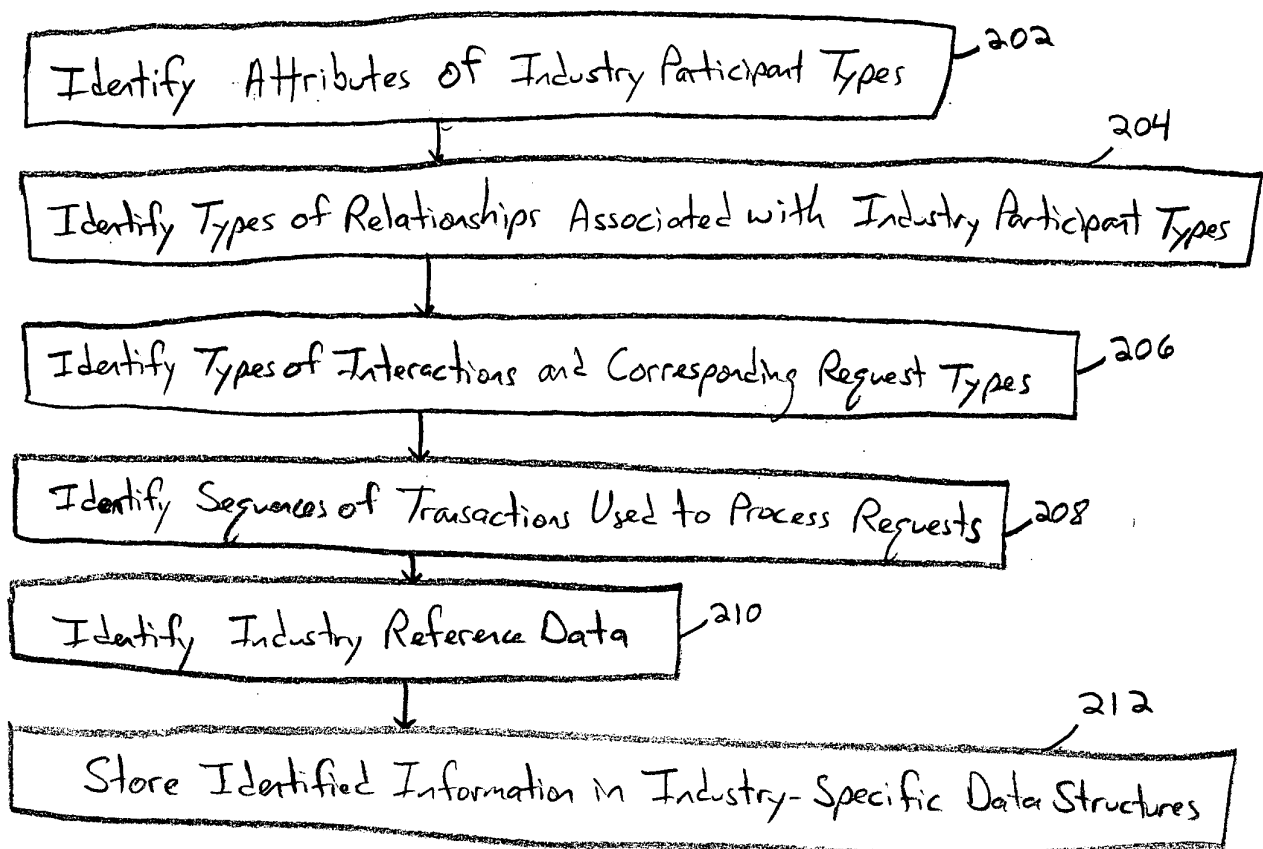 Identify Attributes of Industry Participant Types
202
204
Identify Types of Relationships Associated with Industry Participant Types
Identify Types of Interactions and Corresponding Request Types
206
Identify Sequences of Transactions Used to Process Requests
208
Identify Industry Reference Data
210
212
Store Identified Information in Industry-Specific Data Structures